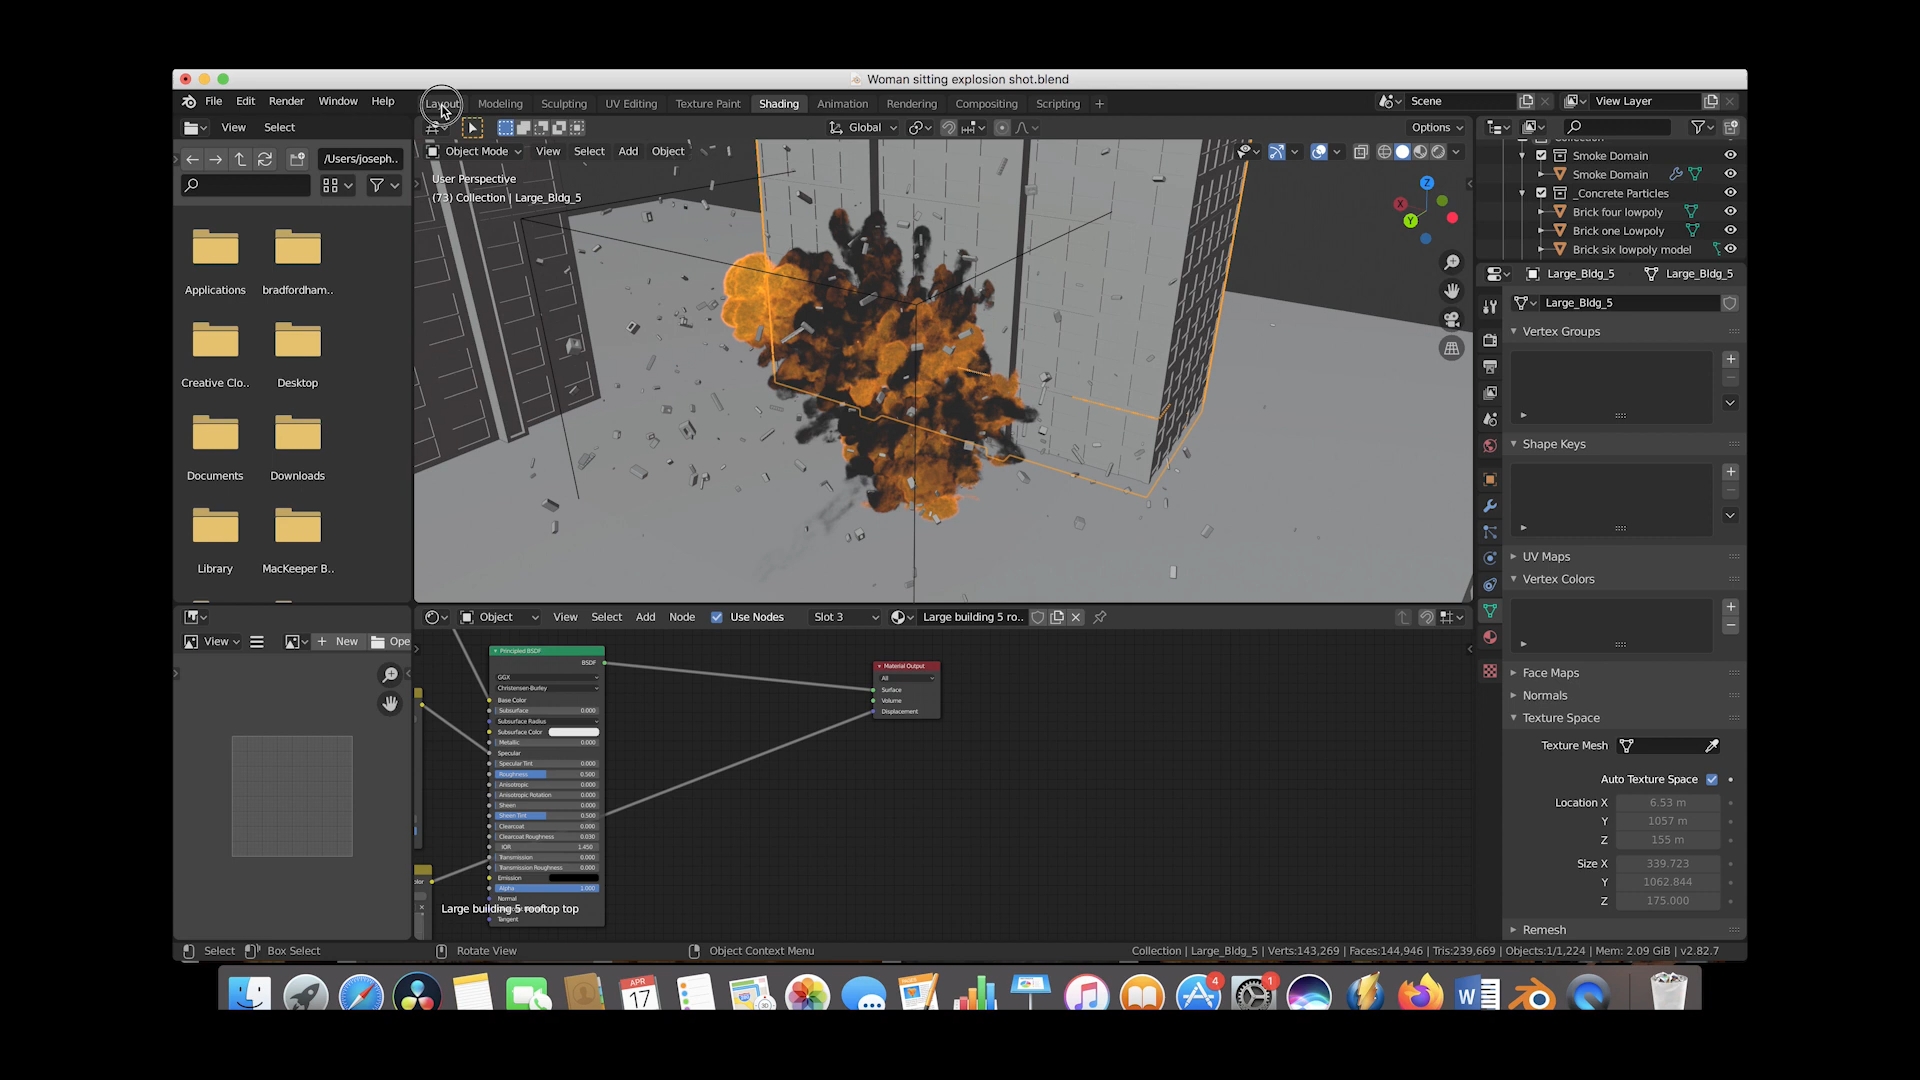 Woman sitting explosion shot.blend
File Edit Render Window Help
Layout Modeling Sculpting UV Editing Texture Paint Shading Animation Rendering Compositing Scripting +
Scene
View Layer
View Select
Global
Options
/Users/joseph..
Object Mode View Select Add Object
User Perspective
(73) Collection | Large_Bldg_5
Z
X
Y
Applications
bradfordham..
Creative Clo..
Desktop
Documents
Downloads
Library
MacKeeper B..
Smoke Domain
Smoke Domain
_Concrete Particles
Brick four lowpoly
Brick one Lowpoly
Brick six lowpoly model
Large_Bldg_5
Large_Bldg_5
Large_Bldg_5
Vertex Groups
Shape Keys
UV Maps
Vertex Colors
Face Maps
Normals
Texture Space
Texture Mesh
Auto Texture Space
Location X 6.53 m
Y 1057 m
Z 155 m
Size X 339.723
Y 1062.844
Z 175.000
Remesh
View
New
Ope
Object View Select Add Node Use Nodes Slot 3 Large building 5 ro..
Principled BSDF
BSDF
GGX
Christensen-Burley
Base Color
Subsurface 0.000
Subsurface Radius
Subsurface Color
Metallic 0.000
Specular
Specular Tint 0.000
Roughness 0.500
Anisotropic 0.000
Anisotropic Rotation 0.000
Sheen 0.000
Sheen Tint 0.500
Clearcoat 0.000
Clearcoat Roughness 0.030
IOR 1.450
Transmission 0.000
Transmission Roughness 0.000
Emission
Alpha 1.000
Normal
Tangent
Material Output
All
Surface
Volume
Displacement
Large building 5 rooftop top
Select Box Select Rotate View Object Context Menu
Collection | Large_Bldg_5 | Verts:143,269 | Faces:144,946 | Tris:239,669 | Objects:1/1,224 | Mem: 2.09 GiB | v2.82.7
APR
17
4
1
W